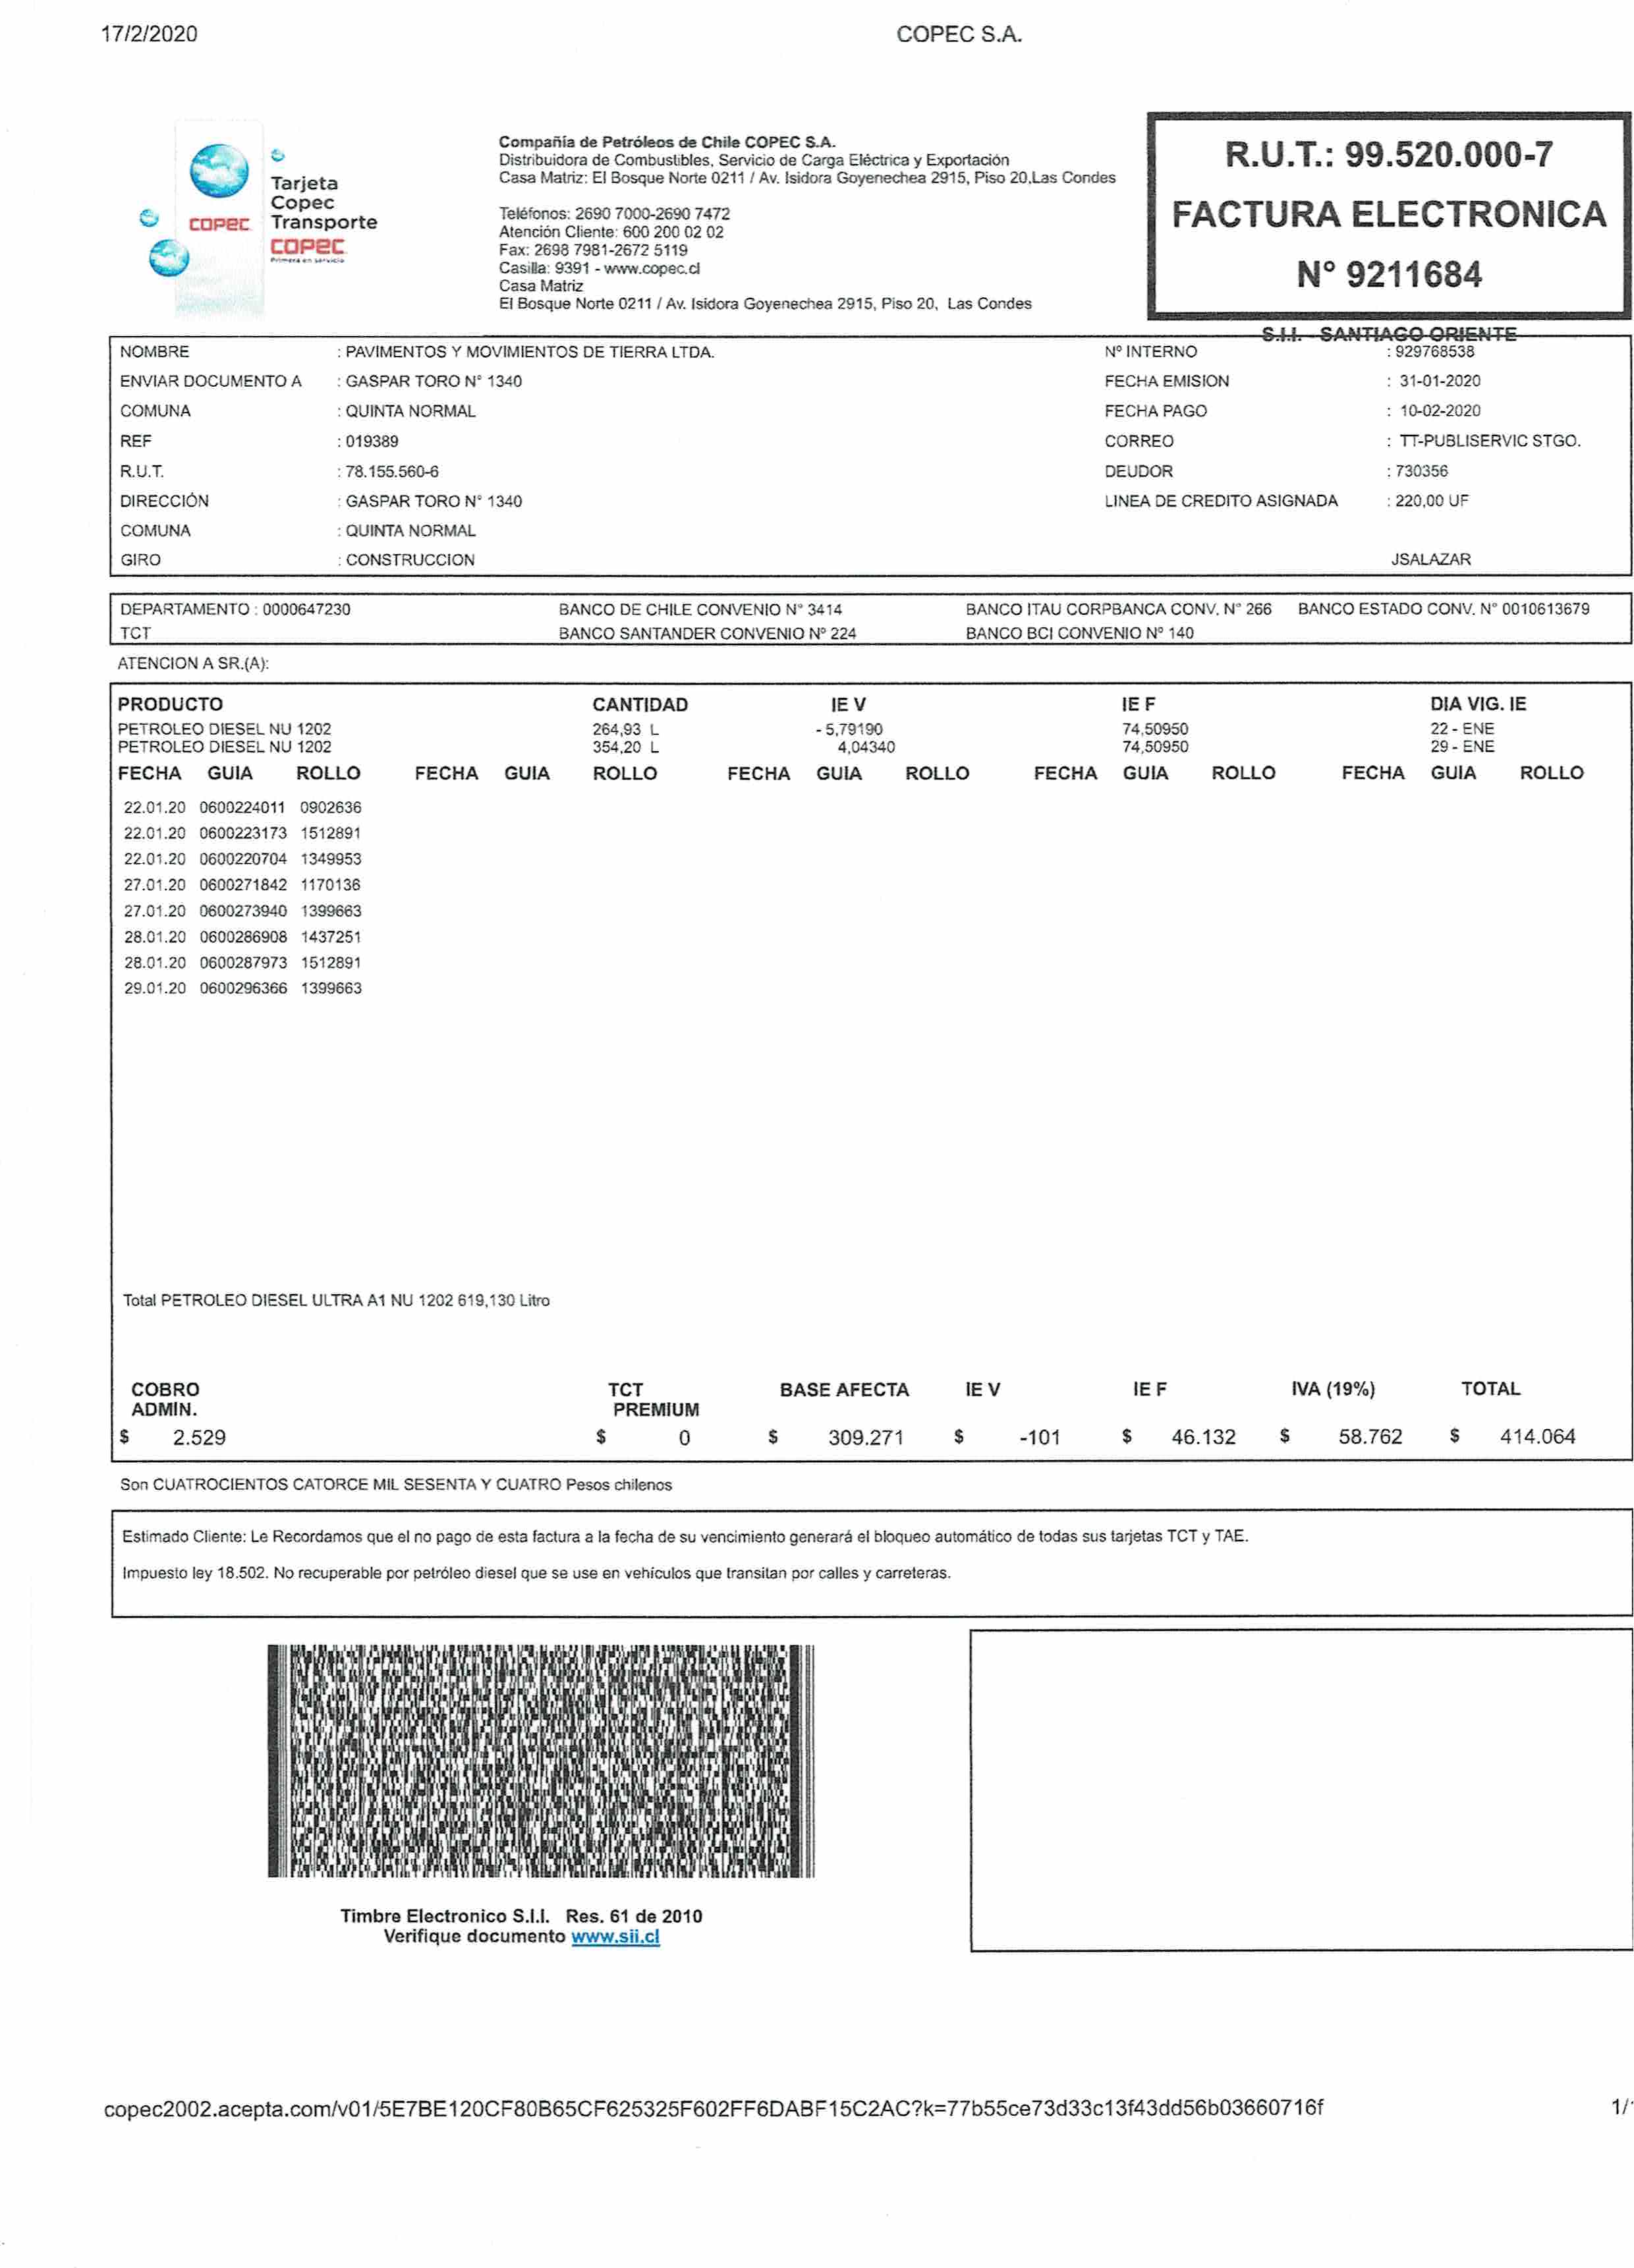 17/2/2020 COPEC S.A.
Tarjeta
Copec
Transporte
copec
copec
Primera en servicio
Compañía de Petróleos de Chile COPEC S.A.
Distribuidora de Combustibles, Servicio de Carga Eléctrica y Exportación
Casa Matriz: El Bosque Norte 0211 / Av. Isidora Goyenechea 2915, Piso 20,Las Condes
Teléfonos: 2690 7000-2690 7472
Atención Cliente: 600 200 02 02
Fax: 2698 7981-2672 5119
Casilla: 9391 - www.copec.cl
Casa Matriz
El Bosque Norte 0211 / Av. Isidora Goyenechea 2915, Piso 20, Las Condes
R.U.T.: 99.520.000-7
FACTURA ELECTRONICA
N° 9211684
S.I.I. - SANTIAGO ORIENTE
NOMBRE : PAVIMENTOS Y MOVIMIENTOS DE TIERRA LTDA. N° INTERNO : 929768538
ENVIAR DOCUMENTO A : GASPAR TORO N° 1340 FECHA EMISION : 31-01-2020
COMUNA : QUINTA NORMAL FECHA PAGO : 10-02-2020
REF : 019389 CORREO : TT-PUBLISERVIC STGO.
R.U.T. : 78.155.560-6 DEUDOR : 730356
DIRECCIÓN : GASPAR TORO N° 1340 LINEA DE CREDITO ASIGNADA : 220,00 UF
COMUNA : QUINTA NORMAL
GIRO : CONSTRUCCION JSALAZAR
DEPARTAMENTO : 0000647230 BANCO DE CHILE CONVENIO N° 3414 BANCO ITAU CORPBANCA CONV. N° 266 BANCO ESTADO CONV. N° 0010613679
TCT BANCO SANTANDER CONVENIO N° 224 BANCO BCI CONVENIO N° 140
ATENCION A SR.(A):
PRODUCTO CANTIDAD IE V IE F DIA VIG. IE
PETROLEO DIESEL NU 1202 264,93 L - 5,79190 74,50950 22 - ENE
PETROLEO DIESEL NU 1202 354,20 L 4,04340 74,50950 29 - ENE
FECHA GUIA ROLLO FECHA GUIA ROLLO FECHA GUIA ROLLO FECHA GUIA ROLLO FECHA GUIA ROLLO
22.01.20 0600224011 0902636
22.01.20 0600223173 1512891
22.01.20 0600220704 1349953
27.01.20 0600271842 1170136
27.01.20 0600273940 1399663
28.01.20 0600286908 1437251
28.01.20 0600287973 1512891
29.01.20 0600296366 1399663
Total PETROLEO DIESEL ULTRA A1 NU 1202 619,130 Litro
COBRO TCT BASE AFECTA IE V IE F IVA (19%) TOTAL
ADMIN. PREMIUM
$ 2.529 $ 0 $ 309.271 $ -101 $ 46.132 $ 58.762 $ 414.064
Son CUATROCIENTOS CATORCE MIL SESENTA Y CUATRO Pesos chilenos
Estimado Cliente: Le Recordamos que el no pago de esta factura a la fecha de su vencimiento generará el bloqueo automático de todas sus tarjetas TCT y TAE.
Impuesto ley 18.502. No recuperable por petróleo diesel que se use en vehículos que transitan por calles y carreteras.
Timbre Electronico S.I.I. Res. 61 de 2010
Verifique documento www.sii.cl
copec2002.acepta.com/v01/5E7BE120CF80B65CF625325F602FF6DABF15C2AC?k=77b55ce73d33c13f43dd56b03660716f 1/